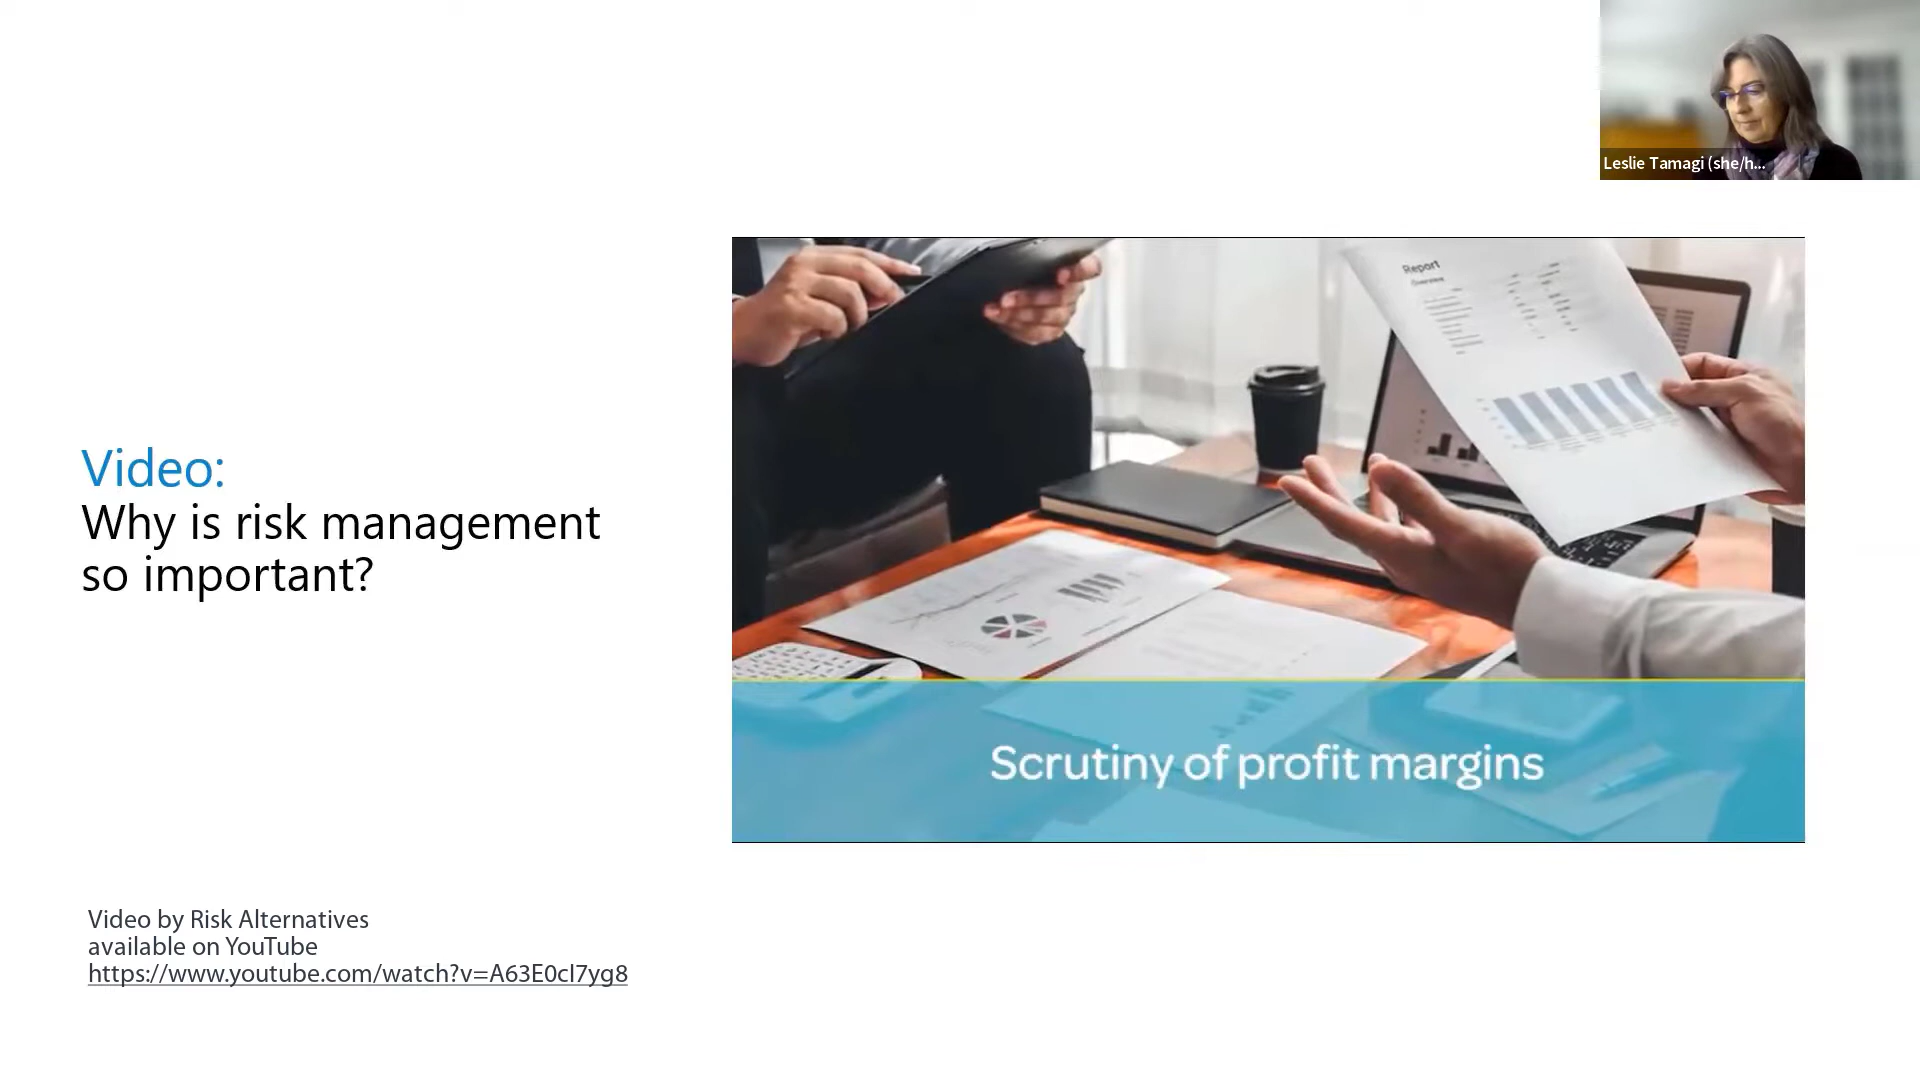 Leslie Tamagi (she/h...
Report
Overview
Video:
Why is risk management
so important?
Scrutiny of profit margins
Video by Risk Alternatives
available on YouTube
https://www.youtube.com/watch?v=A63E0cI7yg8